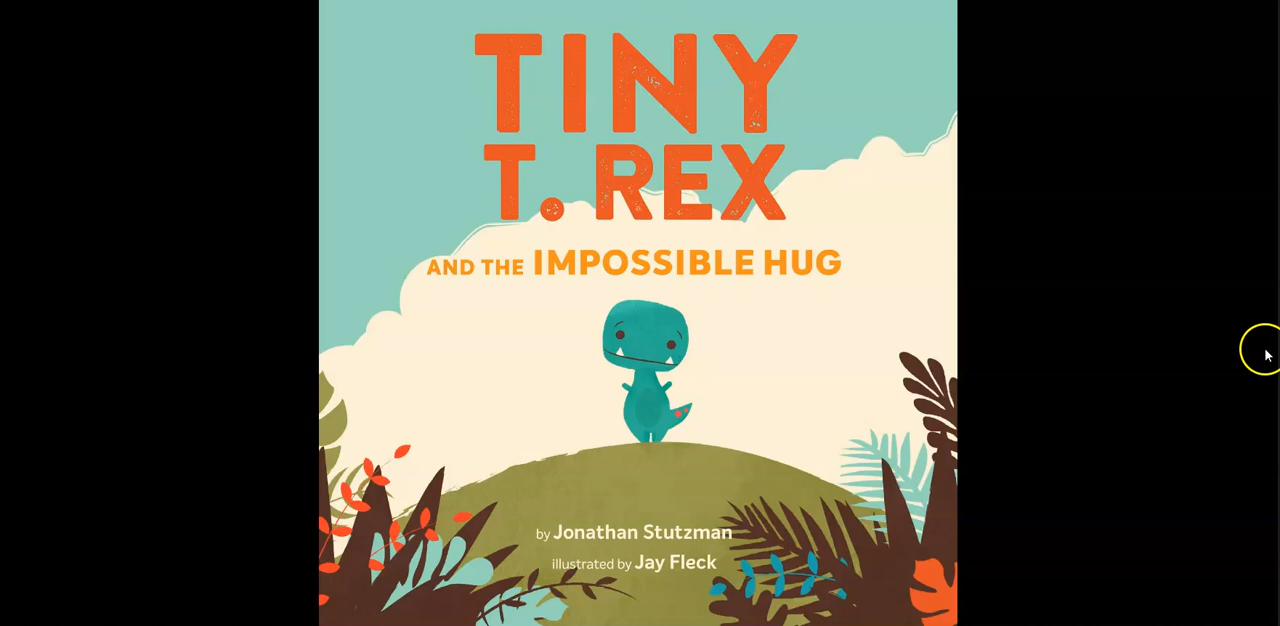 TINY
T. REX
AND THE IMPOSSIBLE HUG
by Jonathan Stutzman
illustrated by Jay Fleck